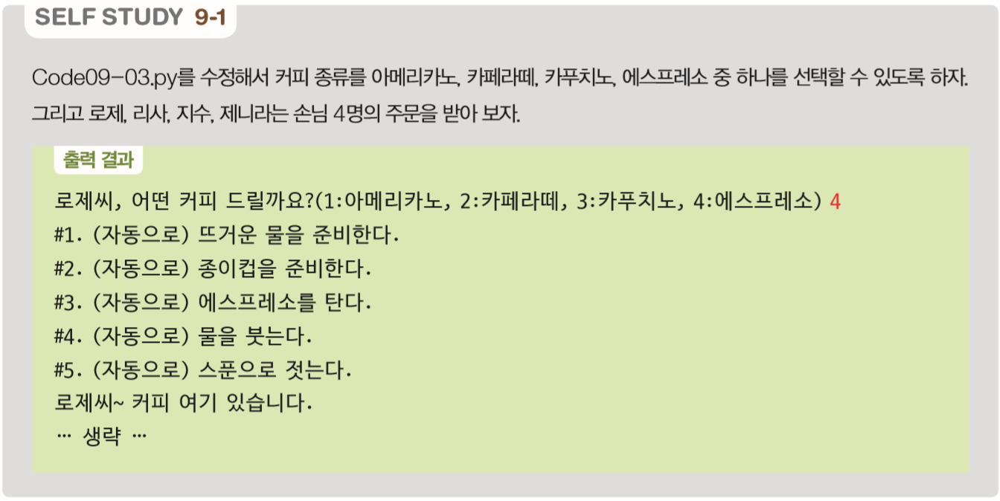 SELF STUDY 9-1
Code09-03.py를 수정해서 커피 종류를 아메리카노, 카페라떼, 카푸치노, 에스프레소 중 하나를 선택할 수 있도록 하자.
그리고 로제, 리사, 지수, 제니라는 손님 4명의 주문을 받아 보자.
출력 결과
로제씨, 어떤 커피 드릴까요?(1:아메리카노, 2:카페라떼, 3:카푸치노, 4:에스프레소) 4
#1. (자동으로) 뜨거운 물을 준비한다.
#2. (자동으로) 종이컵을 준비한다.
#3. (자동으로) 에스프레소를 탄다.
#4. (자동으로) 물을 붓는다.
#5. (자동으로) 스푼으로 젓는다.
로제씨~ 커피 여기 있습니다.
… 생략 …